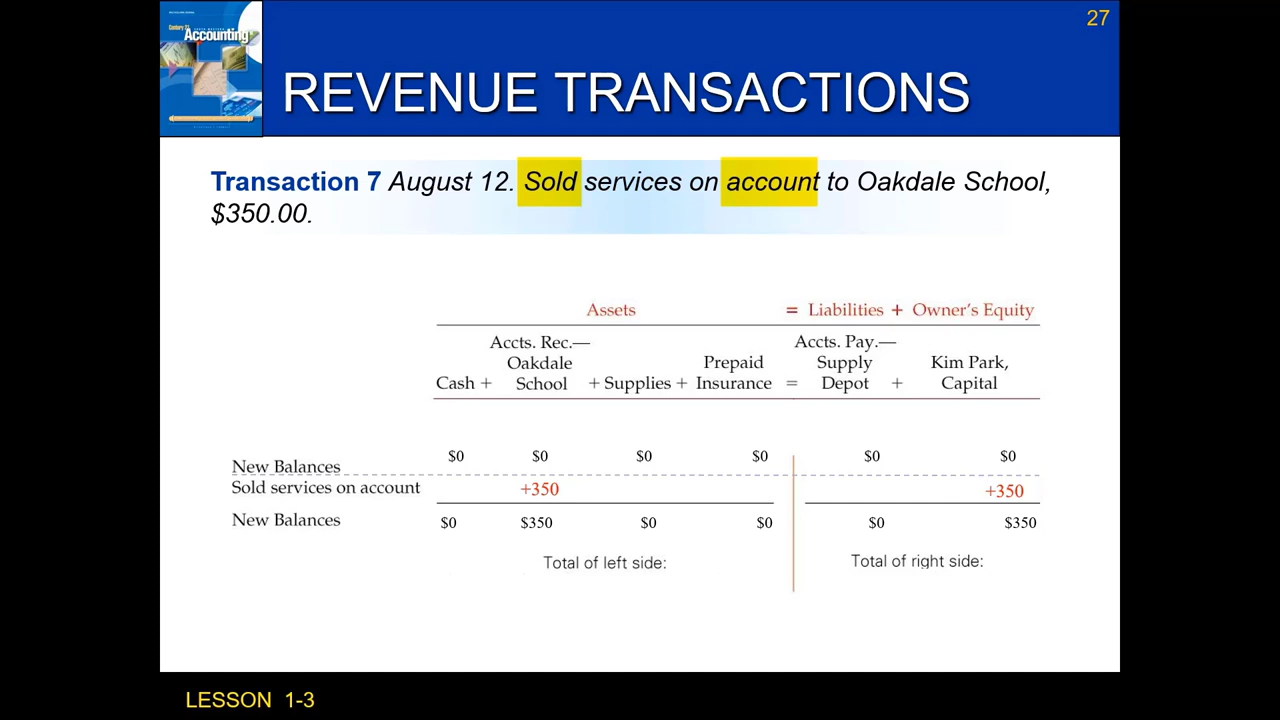 27
Century 21
Accounting
REVENUE TRANSACTIONS
Transaction 7 August 12. Sold services on account to Oakdale School,
$350.00.
Assets = Liabilities + Owner's Equity
Accts. Rec.— Accts. Pay.—
Oakdale Prepaid Supply Kim Park,
Cash + School + Supplies + Insurance = Depot + Capital
New Balances $0 $0 $0 $0 $0 $0
Sold services on account +350 +350
New Balances $0 $350 $0 $0 $0 $350
Total of left side: Total of right side:
LESSON 1-3